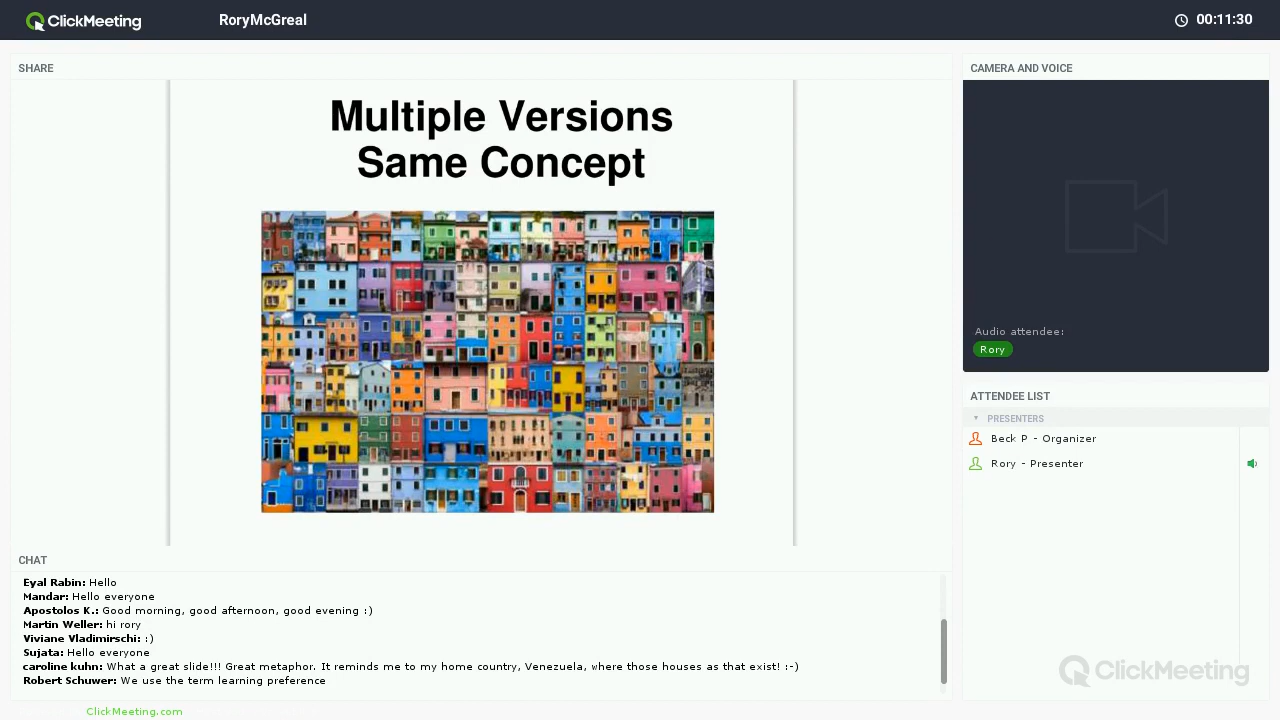 ClickMeeting RoryMcGreal 00:11:30
SHARE
Multiple Versions
Same Concept
CAMERA AND VOICE
Audio attendee:
Rory
ATTENDEE LIST
PRESENTERS
Beck P - Organizer
Rory - Presenter
CHAT
Eyal Rabin: Hello
Mandar: Hello everyone
Apostolos K.: Good morning, good afternoon, good evening :)
Martin Weller: hi rory
Viviane Vladimirschi: :)
Sujata: Hello everyone
caroline kuhn: What a great slide!!! Great metaphor. It reminds me to my home country, Venezuela, where those houses as that exist! :-)
Robert Schuwer: We use the term learning preference
ClickMeeting
ClickMeeting.com